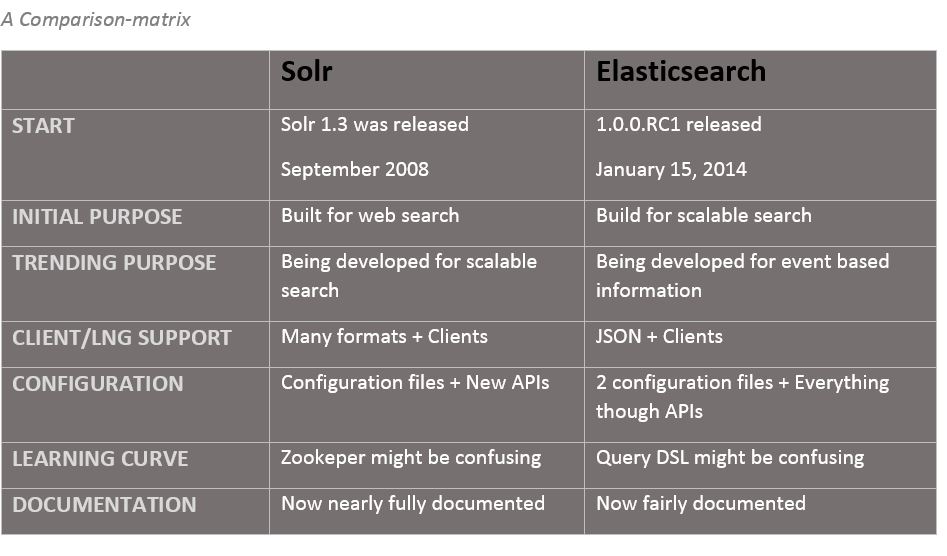 A Comparison-matrix
Solr Elasticsearch
START Solr 1.3 was released 1.0.0.RC1 released
September 2008 January 15, 2014
INITIAL PURPOSE Built for web search Build for scalable search
TRENDING PURPOSE Being developed for scalable Being developed for event based
search information
CLIENT/LNG SUPPORT Many formats + Clients JSON + Clients
CONFIGURATION Configuration files + New APIs 2 configuration files + Everything
though APIs
LEARNING CURVE Zookeper might be confusing Query DSL might be confusing
DOCUMENTATION Now nearly fully documented Now fairly documented